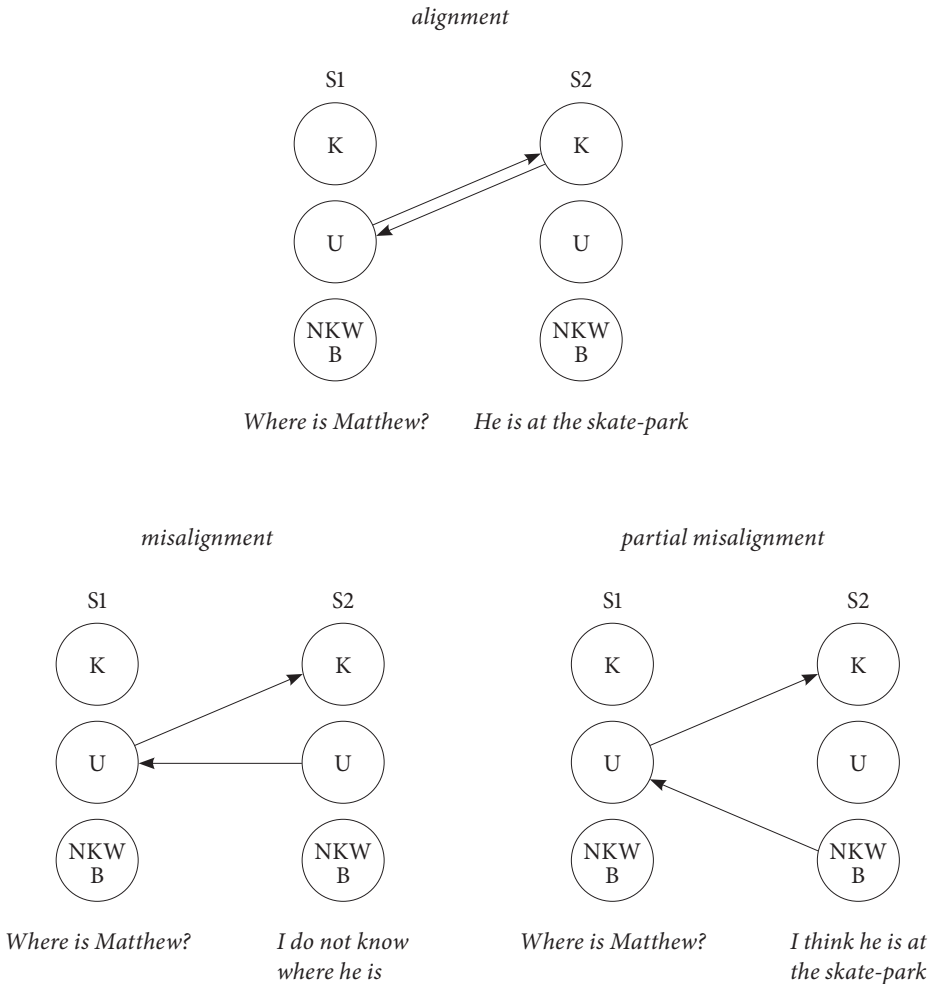 alignment
S1 S2
K K
U U
NKW NKW
B B
Where is Matthew? He is at the skate-park
misalignment
S1 S2
K K
U U
NKW NKW
B B
Where is Matthew? I do not know
where he is
partial misalignment
S1 S2
K K
U U
NKW NKW
B B
Where is Matthew? I think he is at
the skate-park